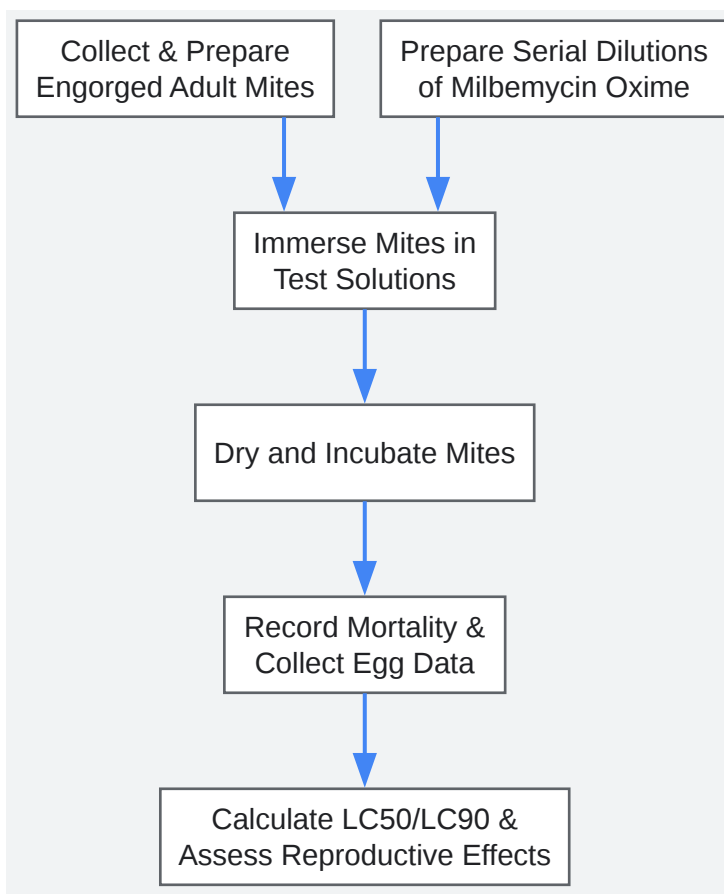 Collect & Prepare
Engorged Adult Mites
Prepare Serial Dilutions
of Milbemycin Oxime
Immerse Mites in
Test Solutions
Dry and Incubate Mites
Record Mortality &
Collect Egg Data
Calculate LC50/LC90 &
Assess Reproductive Effects